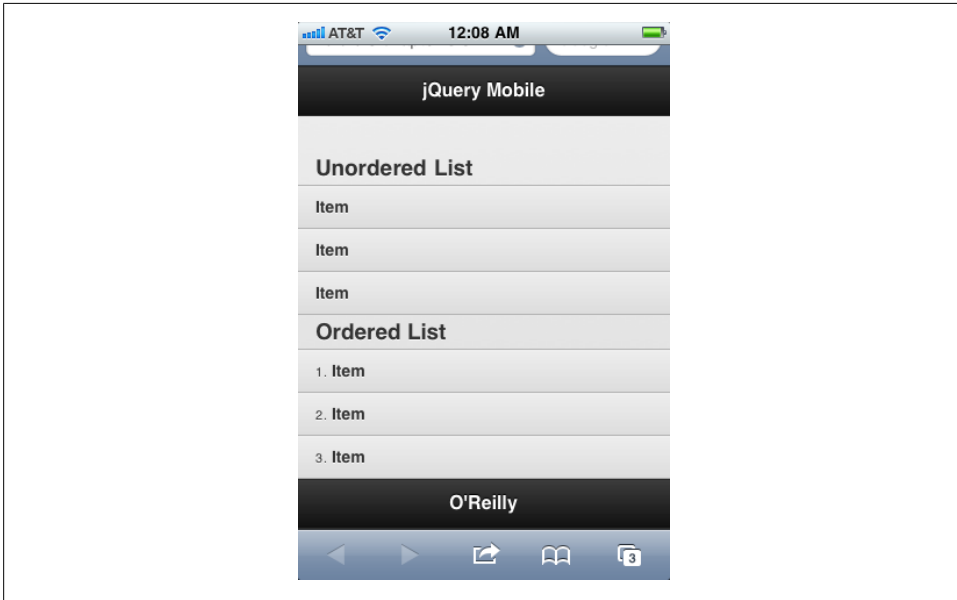 AT&T 12:08 AM
jQuery Mobile
Unordered List
Item
Item
Item
Ordered List
1. Item
2. Item
3. Item
O'Reilly
3